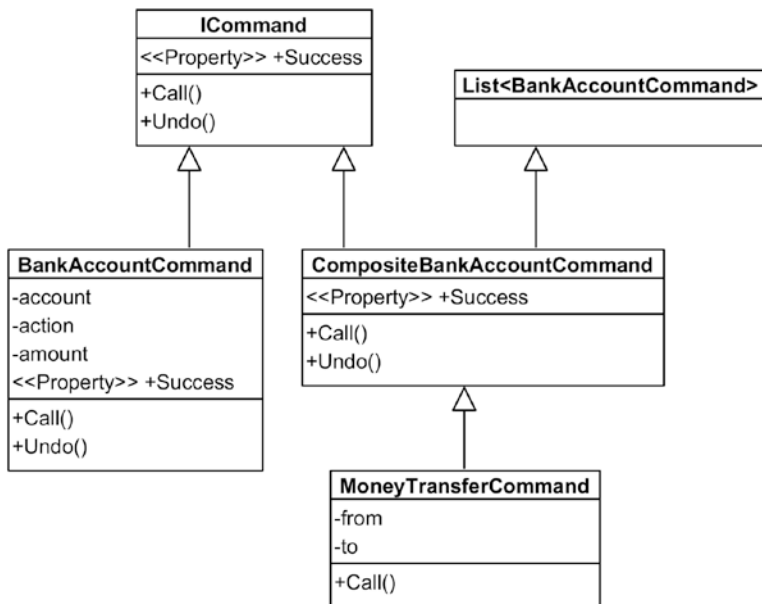 ICommand
<<Property>> +Success
+Call()
+Undo()
List<BankAccountCommand>
BankAccountCommand
-account
-action
-amount
<<Property>> +Success
+Call()
+Undo()
CompositeBankAccountCommand
<<Property>> +Success
+Call()
+Undo()
MoneyTransferCommand
-from
-to
+Call()